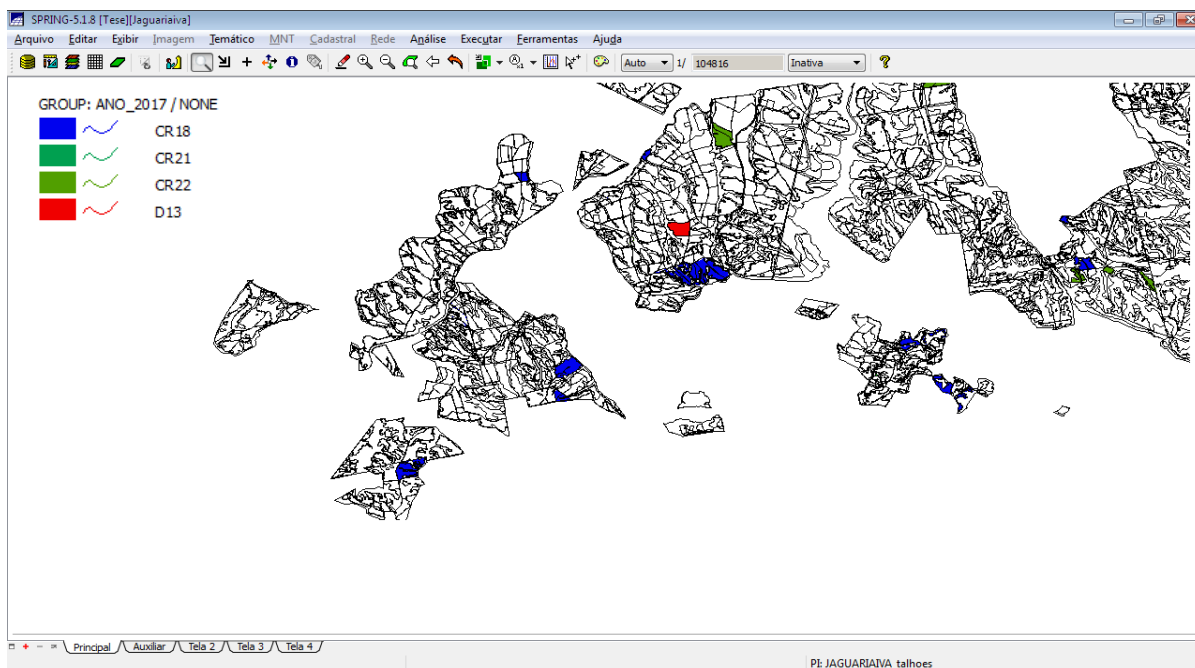 SPRING-5.1.8 [Tese][Jaguariaiva]
Arquivo Editar Exibir Imagem Temático MNT Cadastral Rede Análise Executar Ferramentas Ajuda
Auto 1/ 104816 Inativa
GROUP: ANO_2017 / NONE
CR18
CR21
CR22
D13
Principal Auxiliar Tela 2 Tela 3 Tela 4
PI: JAGUARIAIVA_talhoes